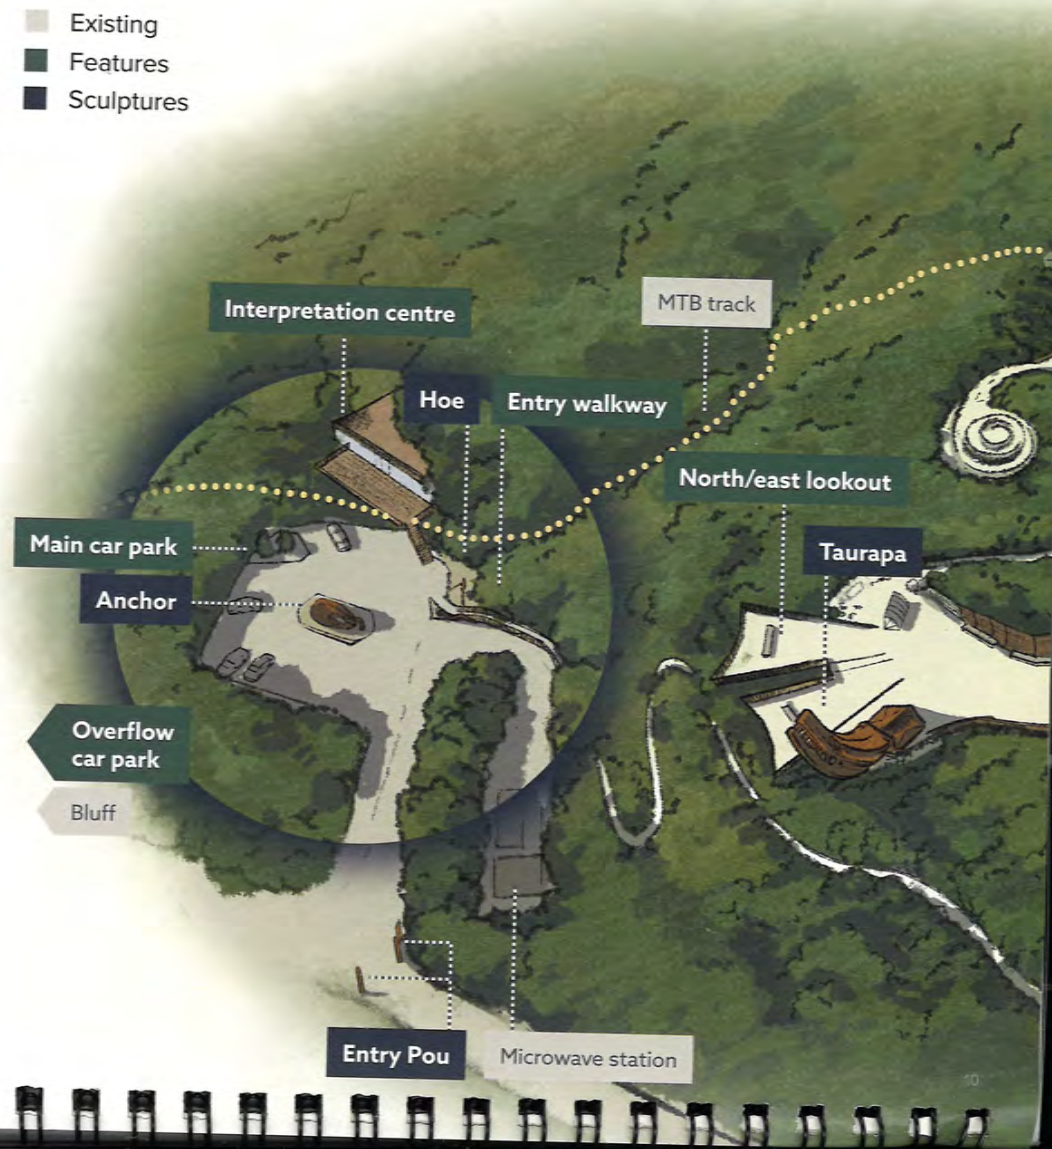 Existing
Features
Sculptures
Interpretation centre
MTB track
Hoe
Entry walkway
North/east lookout
Main car park
Taurapa
Anchor
Overflow
car park
Bluff
Entry Pou
Microwave station
10